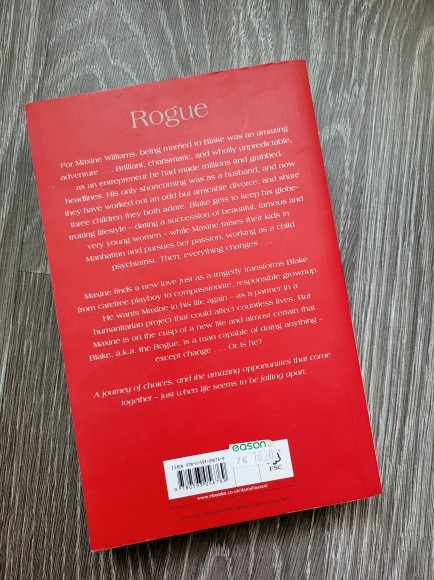 Rogue
For Maxine Williams, being married to Blake was an amazing
adventure . . . Brilliant, charismatic, and wholly unpredictable,
as an entrepreneur he had made millions and grabbed
headlines. His only shortcoming was as a husband, and now
they have worked out an odd but amicable divorce, and share
three children they both adore. Blake gets to keep his globe-
trotting lifestyle – dating a succession of beautiful, famous and
very young women – while Maxine raises their kids in
Manhattan and pursues her passion, working as a child
psychiatrist. Then, everything changes . . .
Maxine finds a new love just as a tragedy transforms Blake
from carefree playboy to compassionate, responsible grownup.
He wants Maxine in his life again – as a partner in a
humanitarian project that could affect countless lives. But
Maxine is on the cusp of a new life and almost certain that
Blake, a.k.a. the Rogue, is a man capable of doing anything –
except change . . . Or is he?
A journey of choices, and the amazing opportunities that come
together – just when life seems to be falling apart.
eason
FSC
www.rbooks.co.uk/daniellesteel